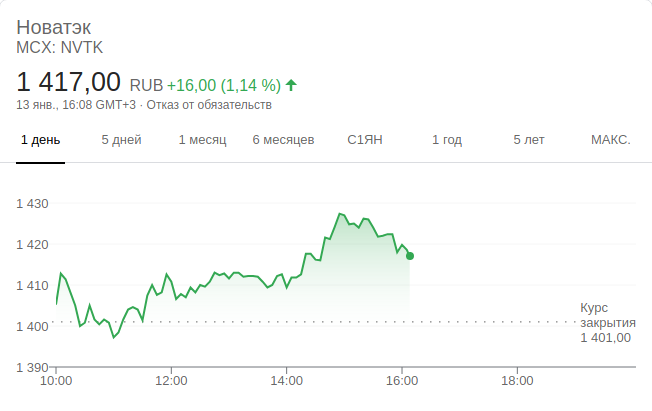 Новатэк
MCX: NVTK
1 417,00 RUB +16,00 (1,14 %)
13 янв., 16:08 GMT+3 · Отказ от обязательств
1 день 5 дней 1 месяц 6 месяцев С1ЯН 1 год 5 лет МАКС.
1 430
1 420
1 410
1 400
1 390
Курс
закрытия
1 401,00
10:00 12:00 14:00 16:00 18:00